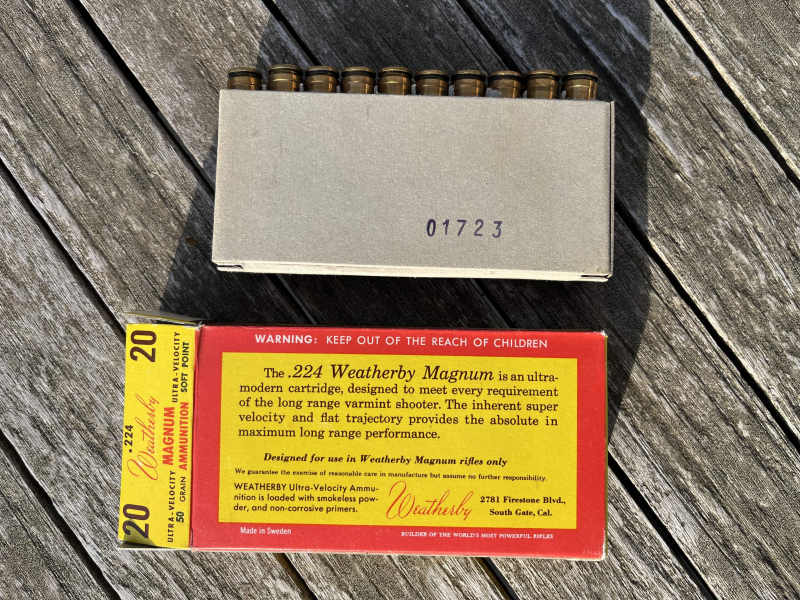 01723
WARNING: KEEP OUT OF THE REACH OF CHILDREN
The .224 Weatherby Magnum is an ultra-
modern cartridge, designed to meet every requirement
of the long range varmint shooter. The inherent super
velocity and flat trajectory provides the absolute in
maximum long range performance.
Designed for use in Weatherby Magnum rifles only
We guarantee the exercise of reasonable care in manufacture but assume no further responsibility.
WEATHERBY Ultra-Velocity Ammu-
nition is loaded with smokeless pow-
der, and non-corrosive primers.
Weatherby
2781 Firestone Blvd.,
South Gate, Cal.
Made in Sweden
BUILDER OF THE WORLD'S MOST POWERFUL RIFLES
20
.224
Weatherby
MAGNUM
ULTRA-VELOCITY
AMMUNITION
ULTRA-VELOCITY
50 GRAIN
SOFT POINT
20